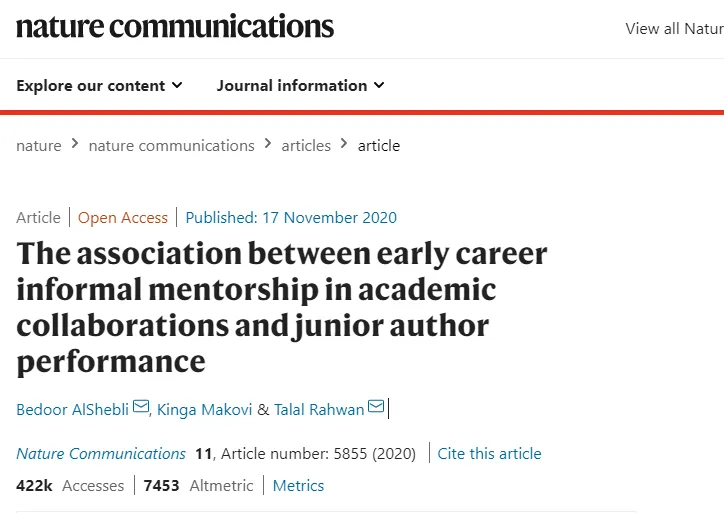 nature communications
View all Natur
Explore our content
Journal information
nature > nature communications > articles > article
Article | Open Access | Published: 17 November 2020
The association between early career
informal mentorship in academic
collaborations and junior author
performance
Bedoor AlShebli, Kinga Makovi & Talal Rahwan
Nature Communications 11, Article number: 5855 (2020) | Cite this article
422k Accesses | 7453 Altmetric | Metrics